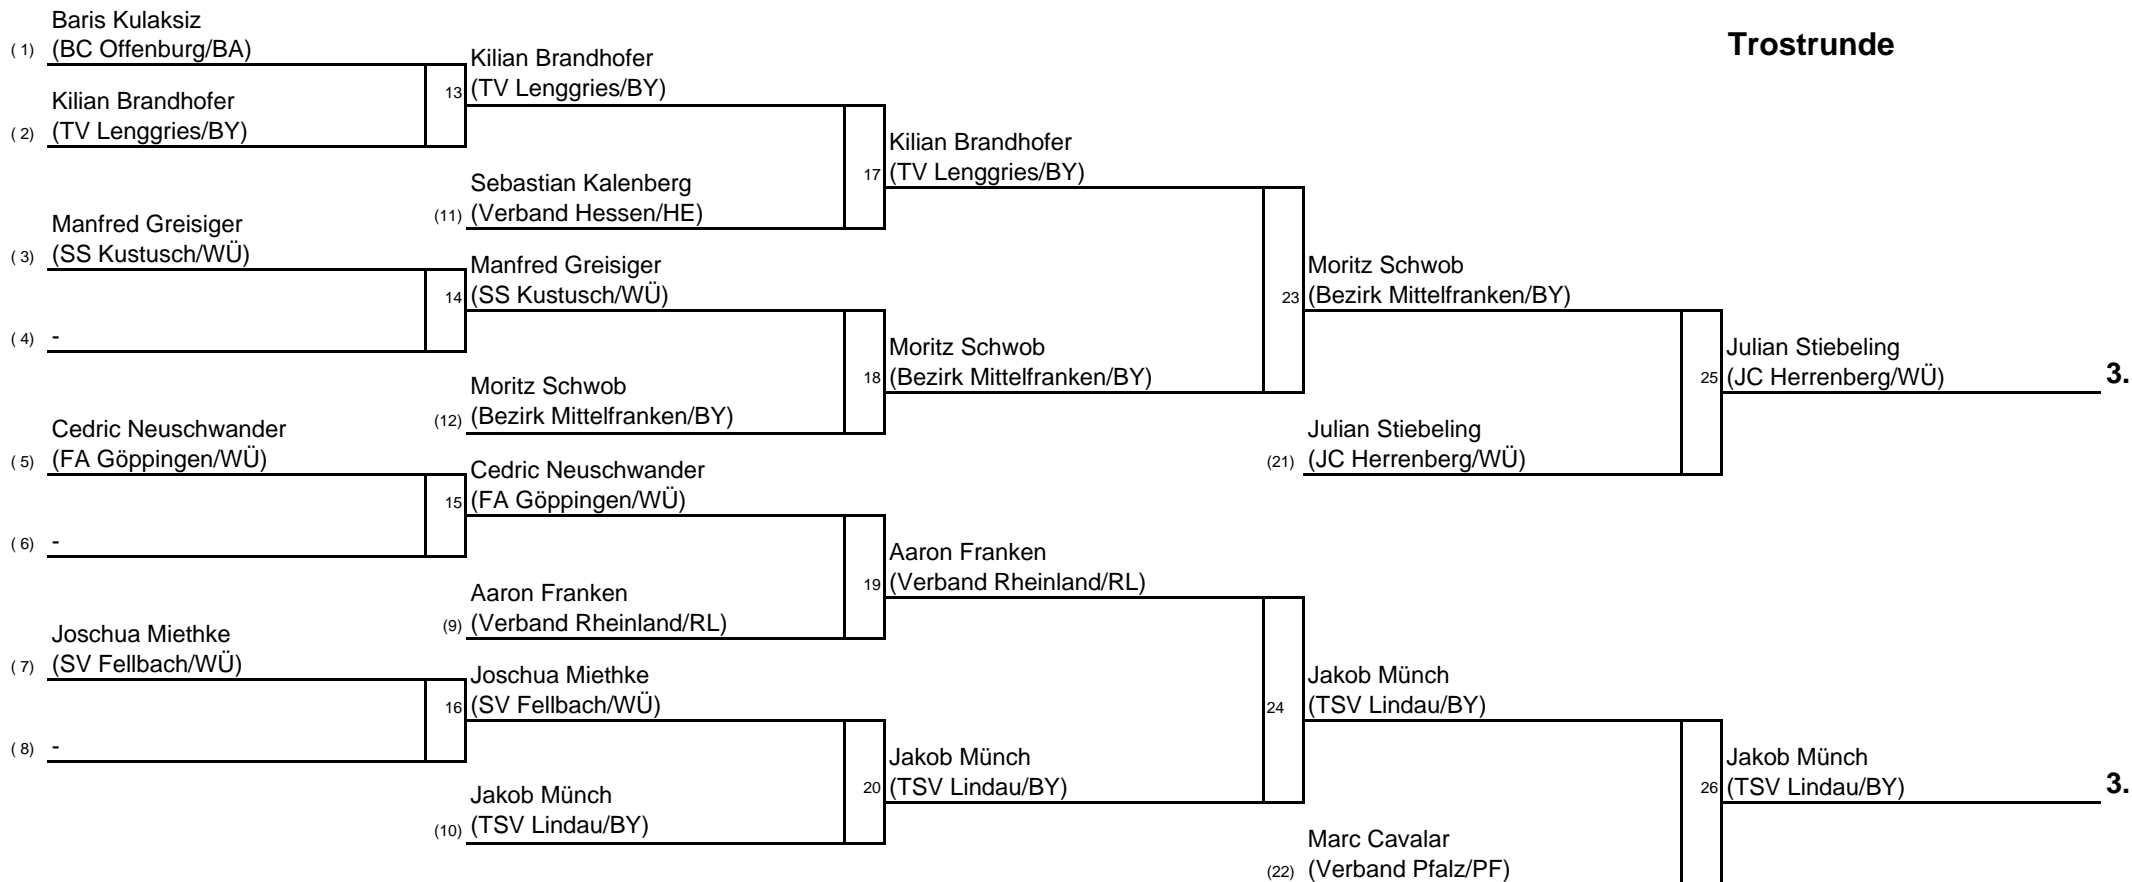 Trostrunde
Baris Kulaksiz
( 1) (BC Offenburg/BA)
Kilian Brandhofer
( 2) (TV Lenggries/BY)
Manfred Greisiger
( 3) (SS Kustusch/WÜ)
( 4) -
Cedric Neuschwander
( 5) (FA Göppingen/WÜ)
( 6) -
Joschua Miethke
( 7) (SV Fellbach/WÜ)
( 8) -
Kilian Brandhofer
13 (TV Lenggries/BY)
Sebastian Kalenberg
(11) (Verband Hessen/HE)
Manfred Greisiger
14 (SS Kustusch/WÜ)
Moritz Schwob
(12) (Bezirk Mittelfranken/BY)
Cedric Neuschwander
15 (FA Göppingen/WÜ)
Aaron Franken
(9) (Verband Rheinland/RL)
Joschua Miethke
16 (SV Fellbach/WÜ)
Jakob Münch
(10) (TSV Lindau/BY)
Kilian Brandhofer
17 (TV Lenggries/BY)
Moritz Schwob
18 (Bezirk Mittelfranken/BY)
Aaron Franken
19 (Verband Rheinland/RL)
Jakob Münch
20 (TSV Lindau/BY)
Moritz Schwob
23 (Bezirk Mittelfranken/BY)
Julian Stiebeling
(21) (JC Herrenberg/WÜ)
Jakob Münch
24 (TSV Lindau/BY)
Marc Cavalar
(22) (Verband Pfalz/PF)
Julian Stiebeling
25 (JC Herrenberg/WÜ) 3.
Jakob Münch
26 (TSV Lindau/BY) 3.